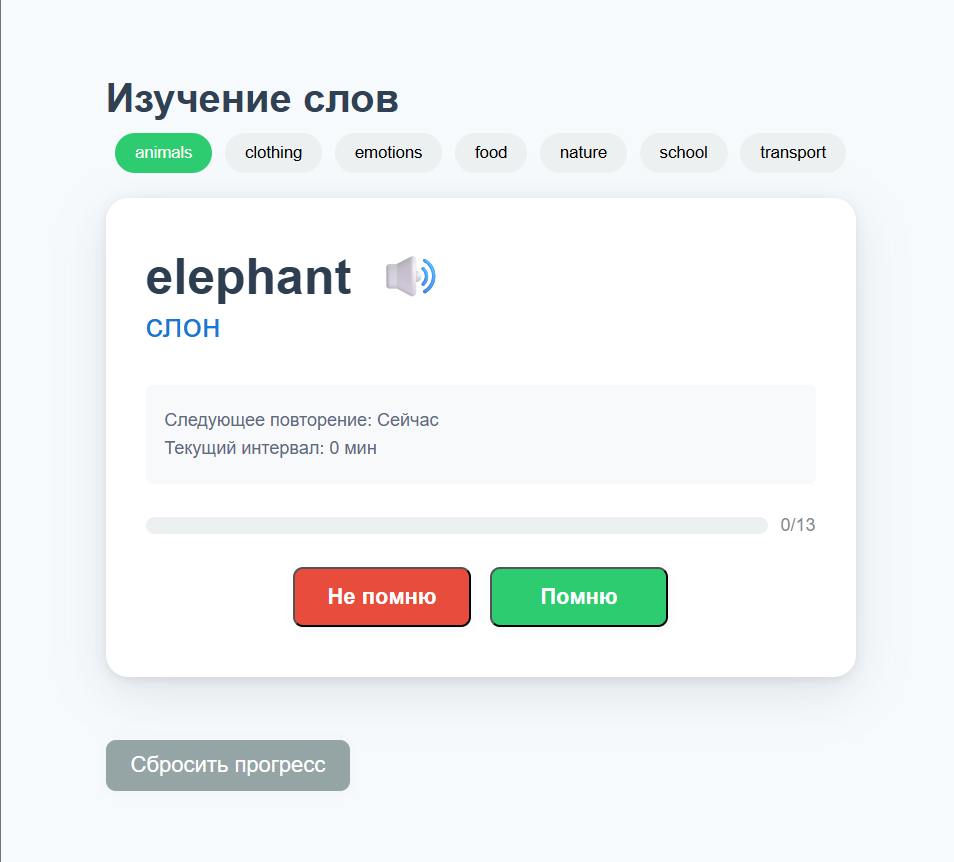 Изучение слов
animals clothing emotions food nature school transport
elephant
слон
Следующее повторение: Сейчас
Текущий интервал: 0 мин
0/13
Не помню Помню
Сбросить прогресс